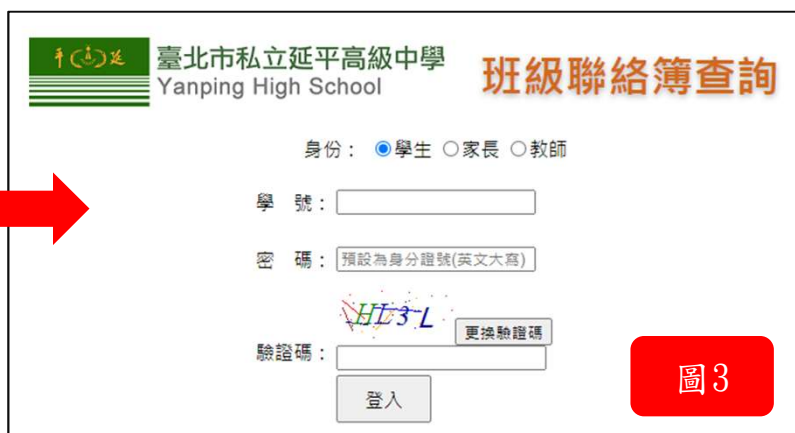 臺北市私立延平高級中學
Yanping High School
班級聯絡簿查詢
身份： 學生 家長 教師
學 號：
密 碼： 預設為身分證號(英文大寫)
HL3L
更換驗證碼
驗證碼：
登入
圖3